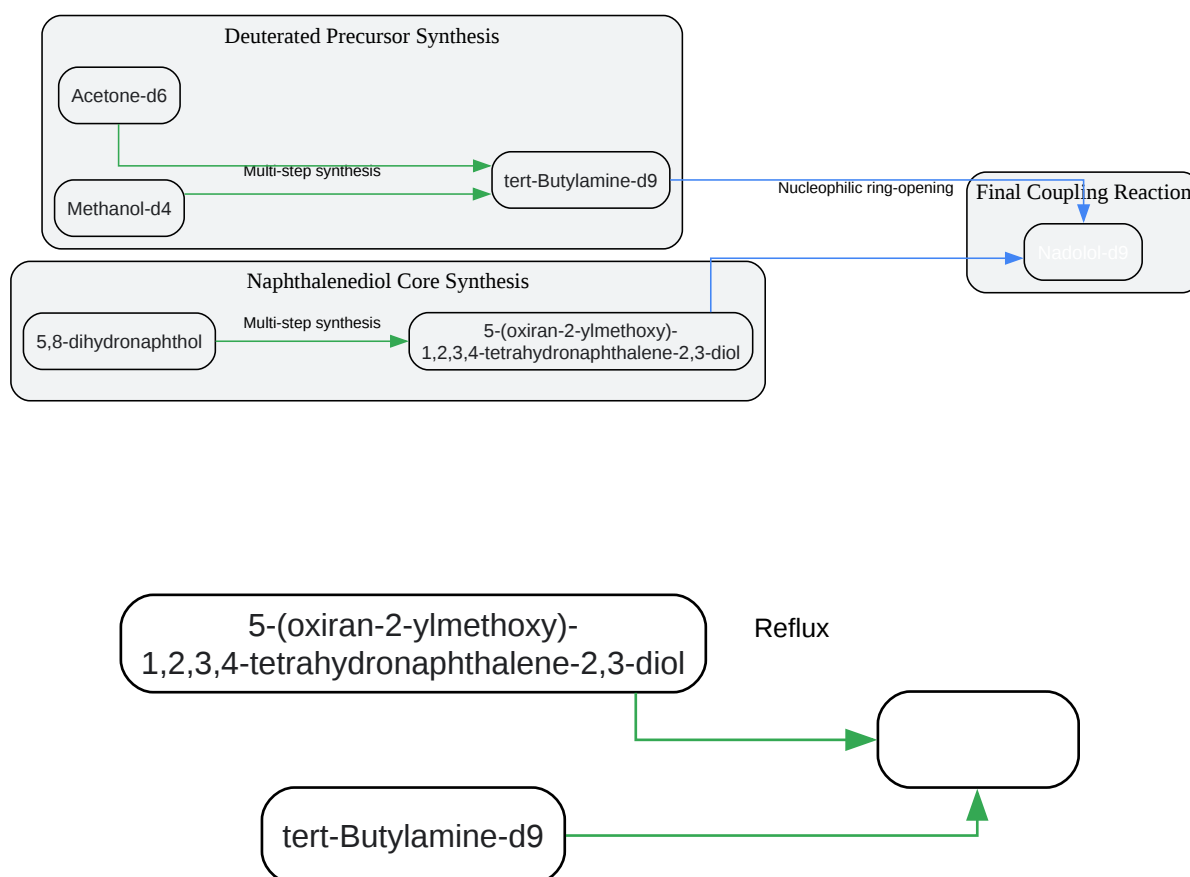 Deuterated Precursor Synthesis
Acetone-d6
Multi-step synthesis
tert-Butylamine-d9
Methanol-d4
Nucleophilic ring-opening
Final Coupling Reaction
Nadolol-d9
Naphthalenediol Core Synthesis
5,8-dihydronaphthol
Multi-step synthesis
5-(oxiran-2-ylmethoxy)-
1,2,3,4-tetrahydronaphthalene-2,3-diol
5-(oxiran-2-ylmethoxy)-
1,2,3,4-tetrahydronaphthalene-2,3-diol
Reflux
tert-Butylamine-d9